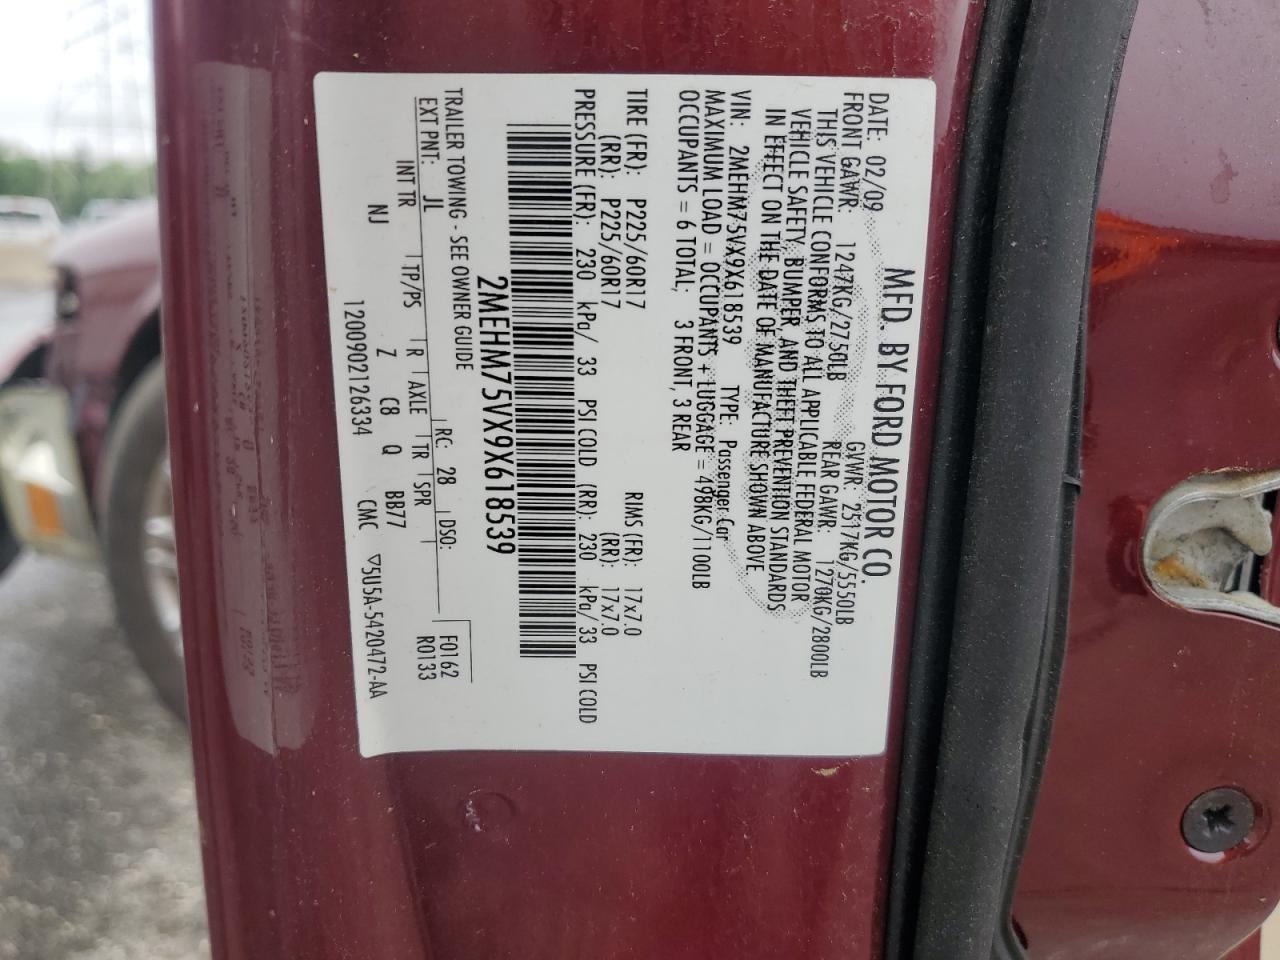 MFD. BY FORD MOTOR CO.
DATE: 02/09 GVWR: 2517KG/5550LB
FRONT GAWR: 1247KG/2750LB REAR GAWR: 1270KG/2800LB
THIS VEHICLE CONFORMS TO ALL APPLICABLE FEDERAL MOTOR
VEHICLE SAFETY, BUMPER, AND THEFT PREVENTION STANDARDS
IN EFFECT ON THE DATE OF MANUFACTURE SHOWN ABOVE.
VIN: 2MEHM75VX9X618539 TYPE: Passenger Car
MAXIMUM LOAD = OCCUPANTS + LUGGAGE = 498KG/1100LB
OCCUPANTS = 6 TOTAL, 3 FRONT, 3 REAR
TIRE (FR): P225/60R17 RIMS (FR): 17x7.0
(RR): P225/60R17 (RR): 17x7.0
PRESSURE (FR): 230 kPa/ 33 PSI COLD (RR): 230 kPa/33 PSI COLD
2MEHM75VX9X618539
TRAILER TOWING - SEE OWNER GUIDE
EXT PNT: JL RC: 28 DSO: F0162
R0133
INT TR TP/PS R AXLE TR SPR
NJ Z C8 Q BB77
1200902126334 CMC ▽5U5A-5420472-AA